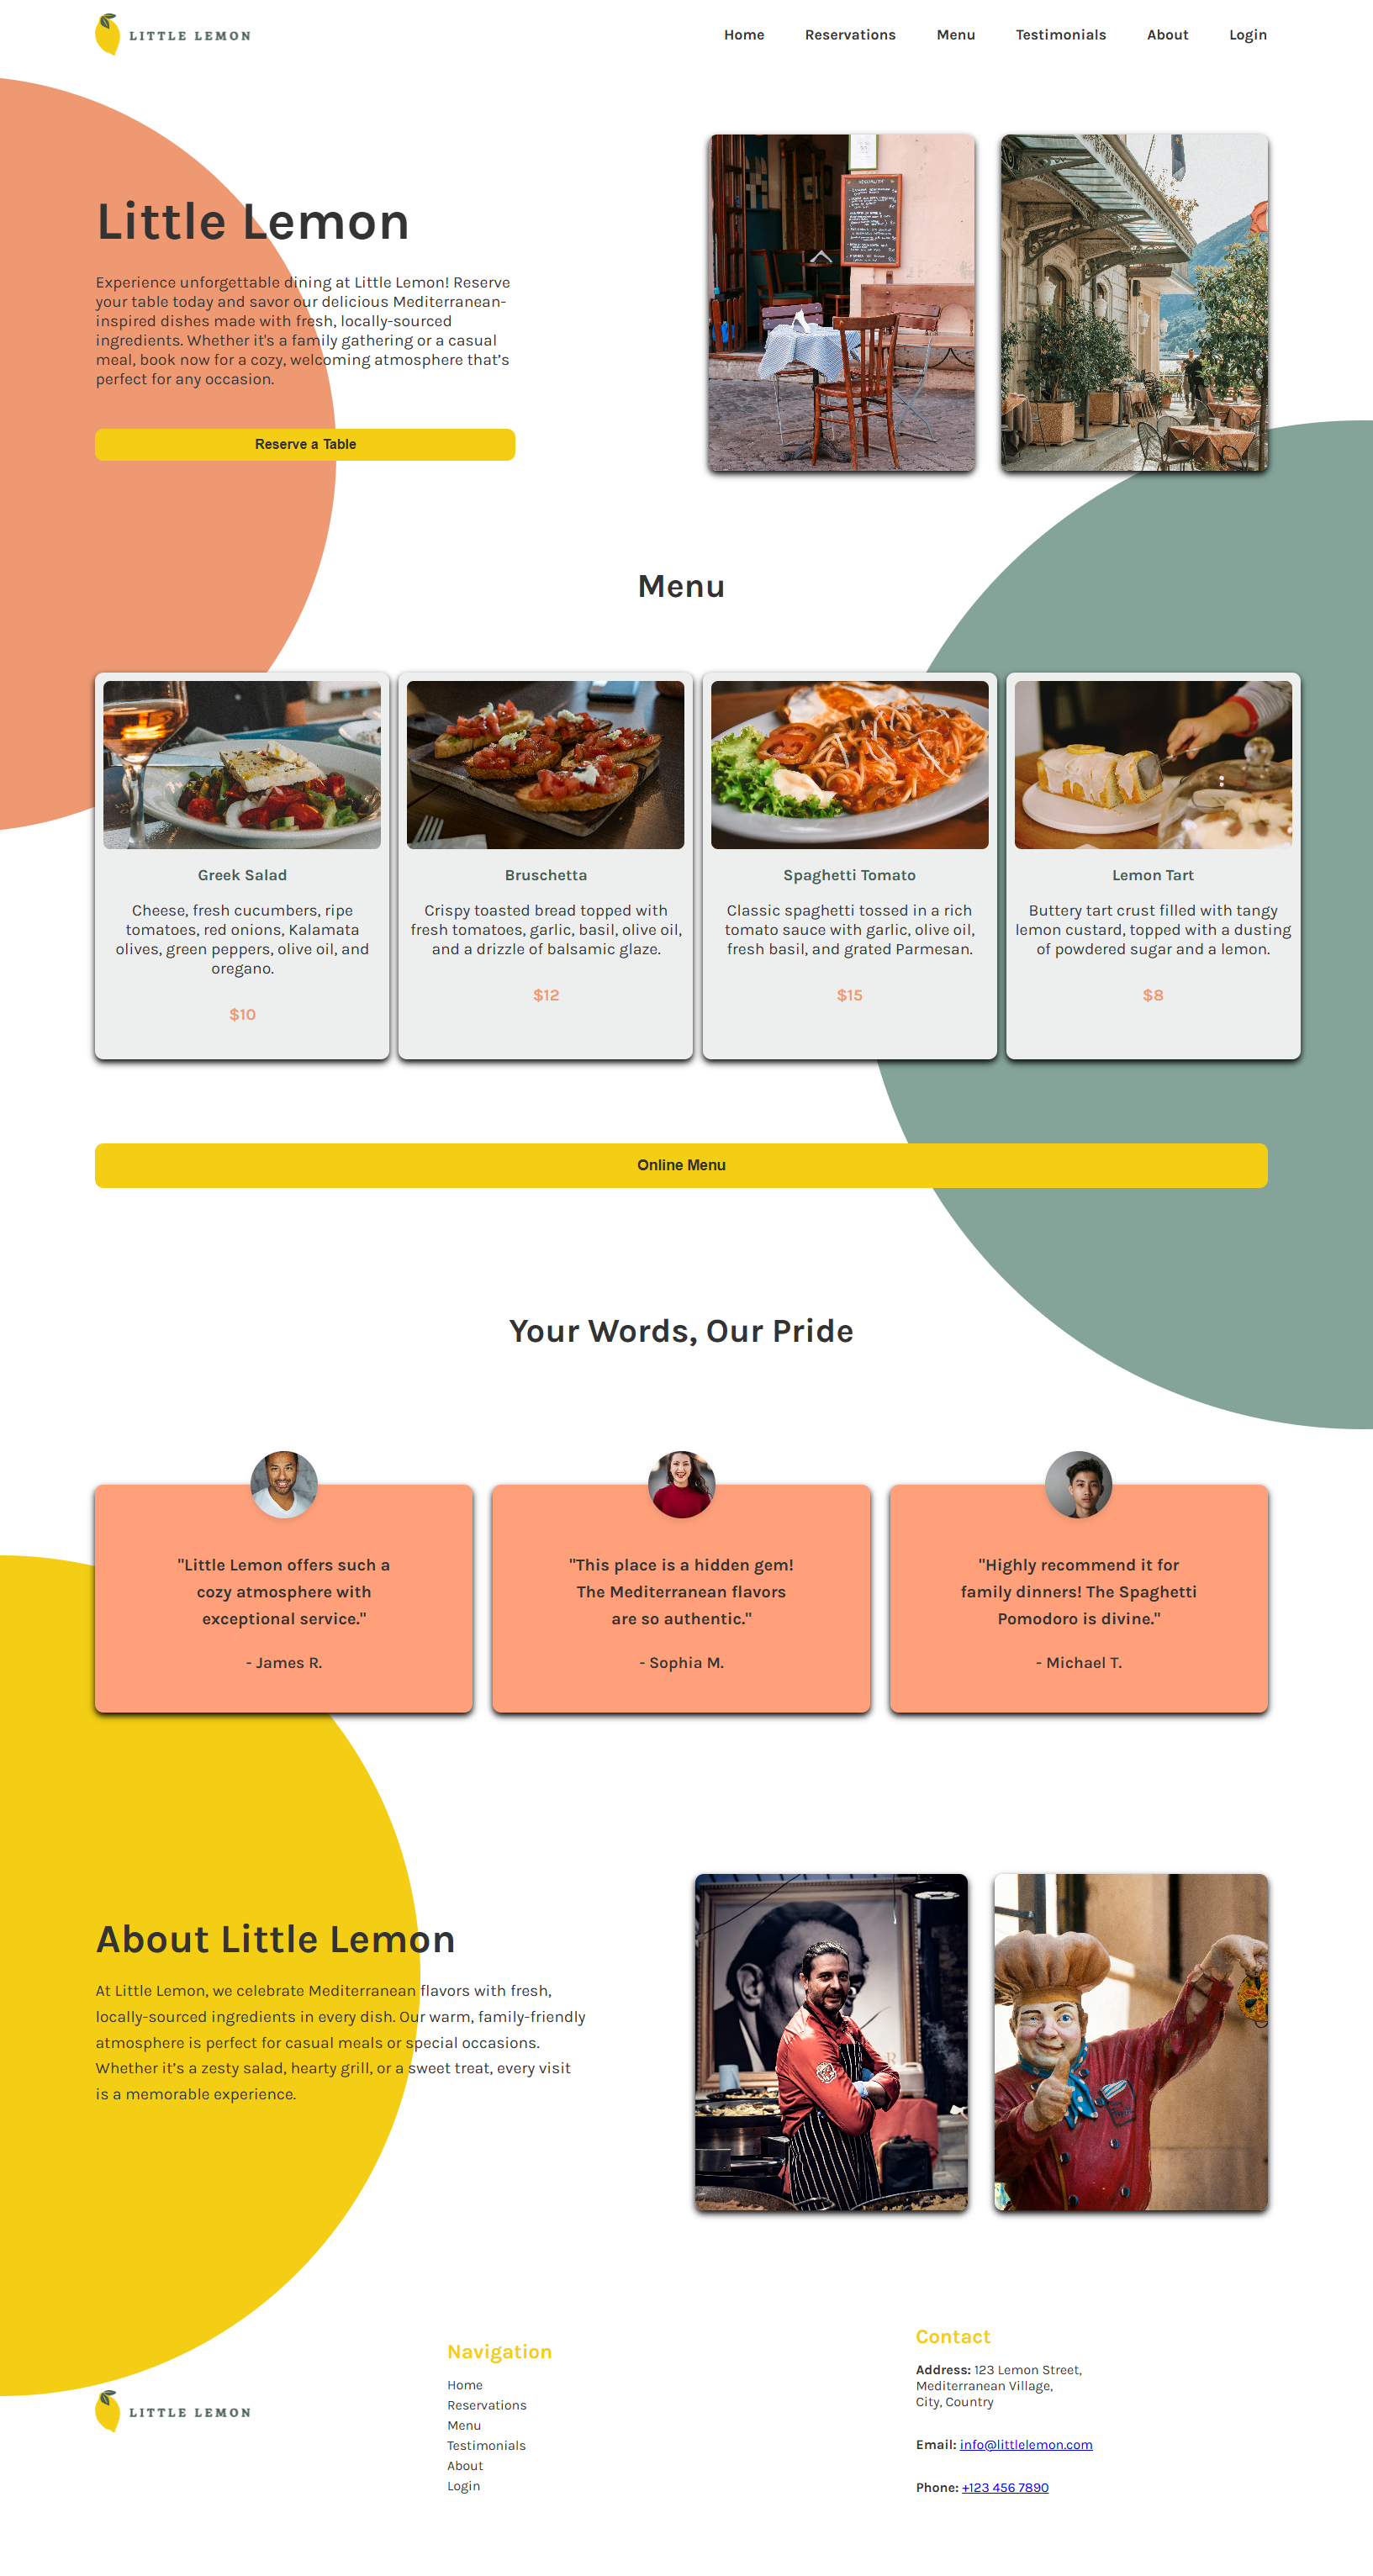 LITTLE LEMON
Home Reservations Menu Testimonials About Login
Little Lemon
Experience unforgettable dining at Little Lemon! Reserve
your table today and savor our delicious Mediterranean-
inspired dishes made with fresh, locally-sourced
ingredients. Whether it's a family gathering or a casual
meal, book now for a cozy, welcoming atmosphere that’s
perfect for any occasion.
Reserve a Table
Menu
Greek Salad
Cheese, fresh cucumbers, ripe
tomatoes, red onions, Kalamata
olives, green peppers, olive oil, and
oregano.
$10
Bruschetta
Crispy toasted bread topped with
fresh tomatoes, garlic, basil, olive oil,
and a drizzle of balsamic glaze.
$12
Spaghetti Tomato
Classic spaghetti tossed in a rich
tomato sauce with garlic, olive oil,
fresh basil, and grated Parmesan.
$15
Lemon Tart
Buttery tart crust filled with tangy
lemon custard, topped with a dusting
of powdered sugar and a lemon.
$8
Online Menu
Your Words, Our Pride
"Little Lemon offers such a
cozy atmosphere with
exceptional service."
- James R.
"This place is a hidden gem!
The Mediterranean flavors
are so authentic."
- Sophia M.
"Highly recommend it for
family dinners! The Spaghetti
Pomodoro is divine."
- Michael T.
About Little Lemon
At Little Lemon, we celebrate Mediterranean flavors with fresh,
locally-sourced ingredients in every dish. Our warm, family-friendly
atmosphere is perfect for casual meals or special occasions.
Whether it’s a zesty salad, hearty grill, or a sweet treat, every visit
is a memorable experience.
LITTLE LEMON
Navigation
Home
Reservations
Menu
Testimonials
About
Login
Contact
Address: 123 Lemon Street,
Mediterranean Village,
City, Country
Email: info@littlelemon.com
Phone: +123 456 7890